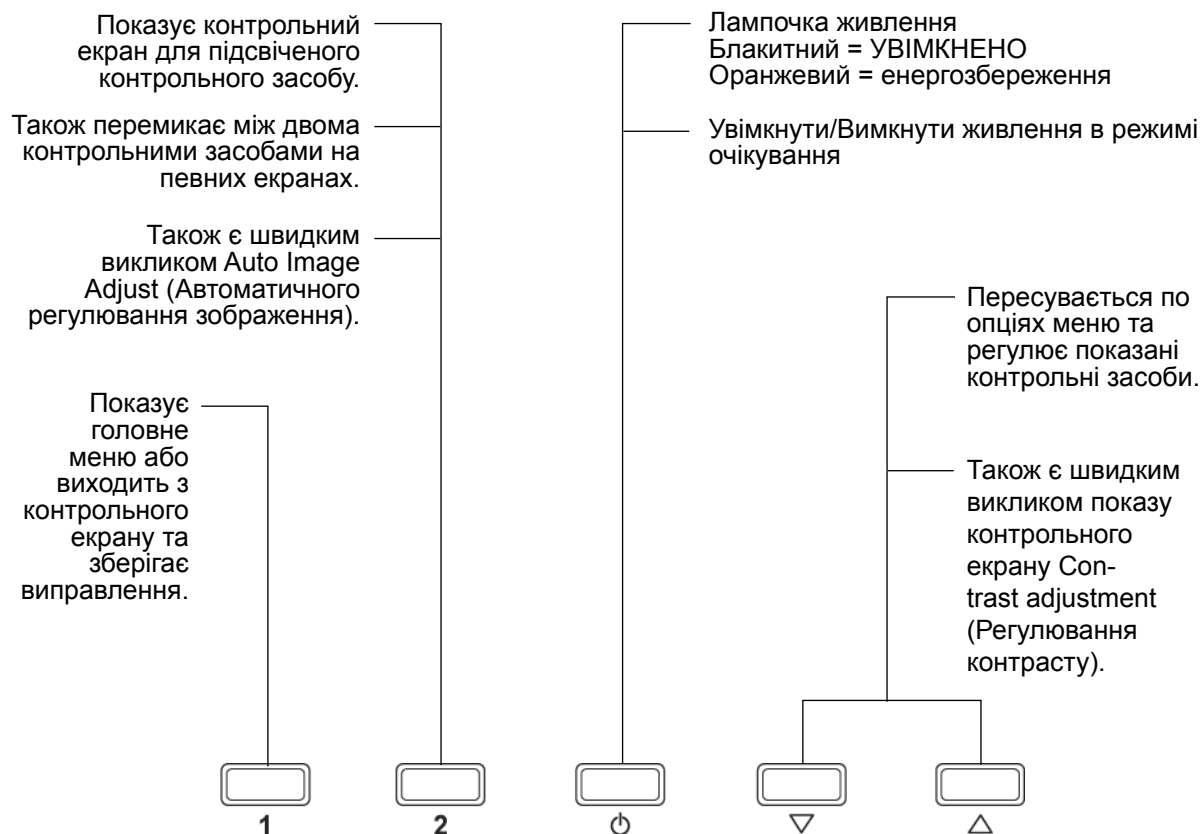 Показує контрольний
екран для підсвіченого
контрольного засобу.
Також перемикає між двома
контрольними засобами на
певних екранах.
Також є швидким
викликом Auto Image
Adjust (Автоматичного
регулювання зображення).
Показує
головне
меню або
виходить з
контрольного
екрану та
зберігає
виправлення.
Лампочка живлення
Блакитний = УВІМКНЕНО
Оранжевий = енергозбереження
Увімкнути/Вимкнути живлення в режимі
очікування
Пересувається по
опціях меню та
регулює показані
контрольні засоби.
Також є швидким
викликом показу
контрольного
екрану Con-
trast adjustment
(Регулювання
контрасту).
1
2